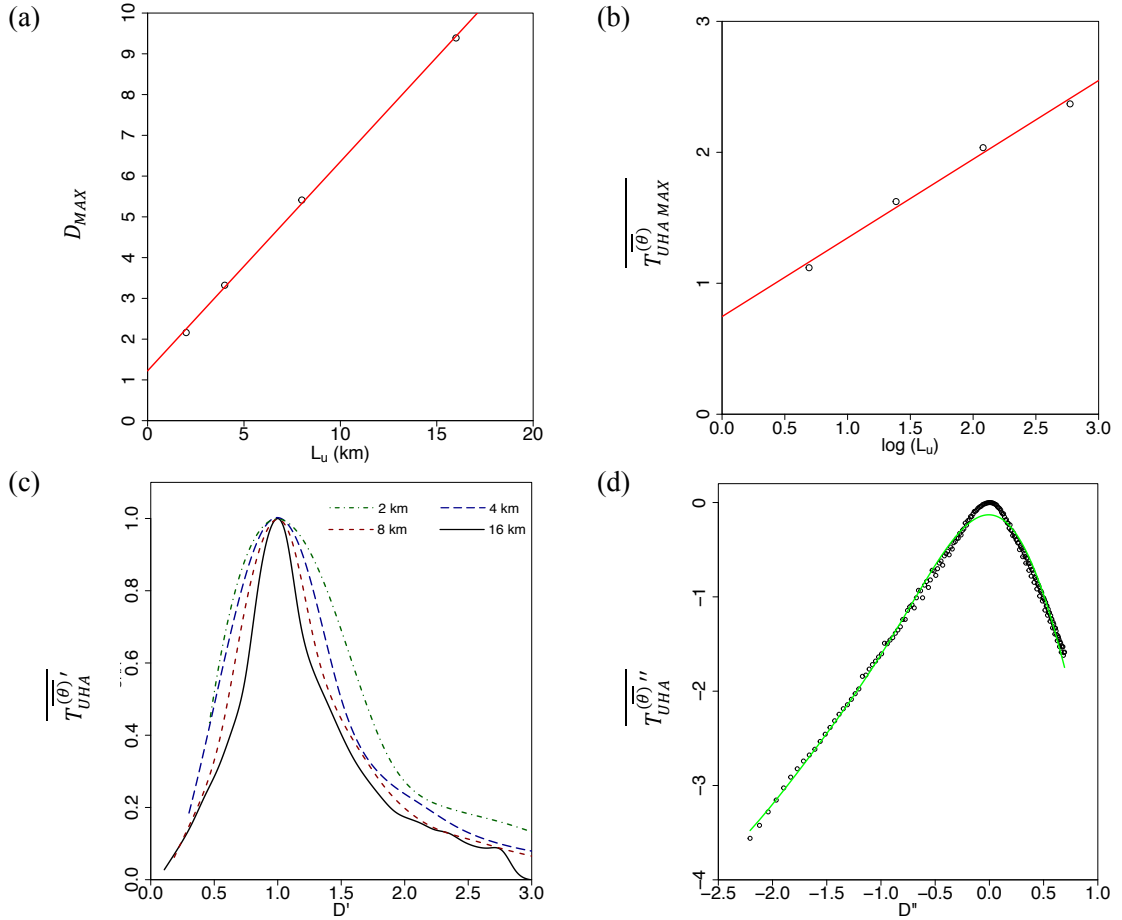 (a)
10
9
8
7
6
5
4
3
2
1
0
D_MAX
0 5 10 15 20
L_u (km)
(b)
3
2
1
0
T_UHA MAX^(θ)
0.0 0.5 1.0 1.5 2.0 2.5 3.0
log (L_u)
(c)
1.0
0.8
0.6
0.4
0.2
0.0
T_UHA^(θ)′
2 km 4 km
8 km 16 km
0.0 0.5 1.0 1.5 2.0 2.5 3.0
D'
(d)
0
−1
−2
−3
−4
T_UHA^(θ)″
−2.5 −2.0 −1.5 −1.0 −0.5 0.0 0.5 1.0
D"